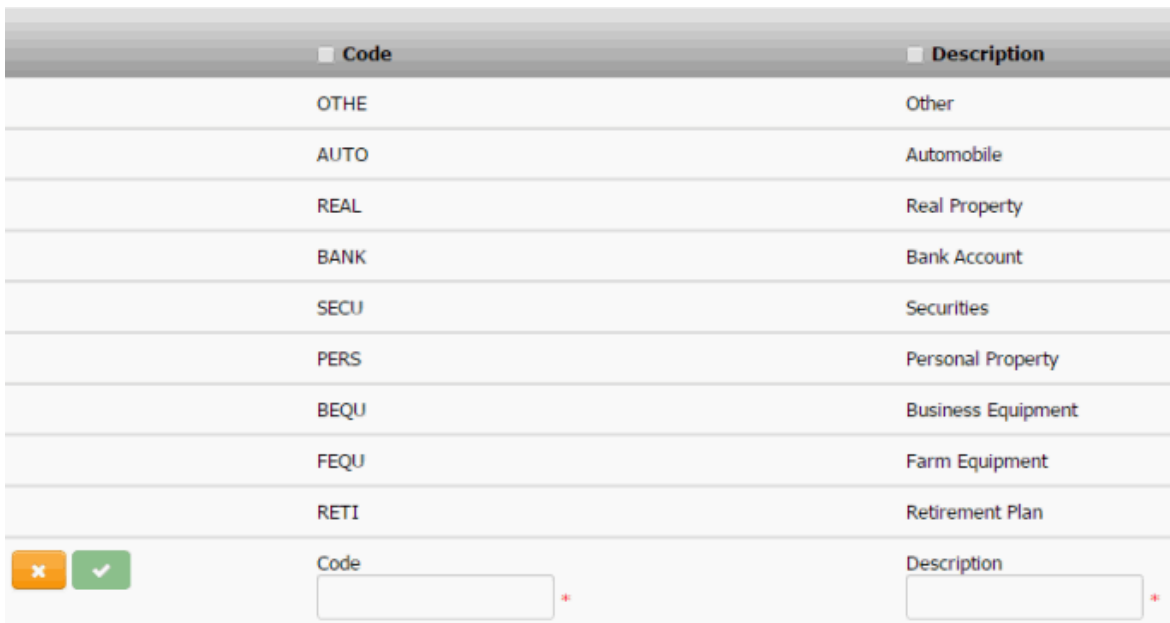 Code Description
OTHE Other
AUTO Automobile
REAL Real Property
BANK Bank Account
SECU Securities
PERS Personal Property
BEQU Business Equipment
FEQU Farm Equipment
RETI Retirement Plan
Code Description
* *